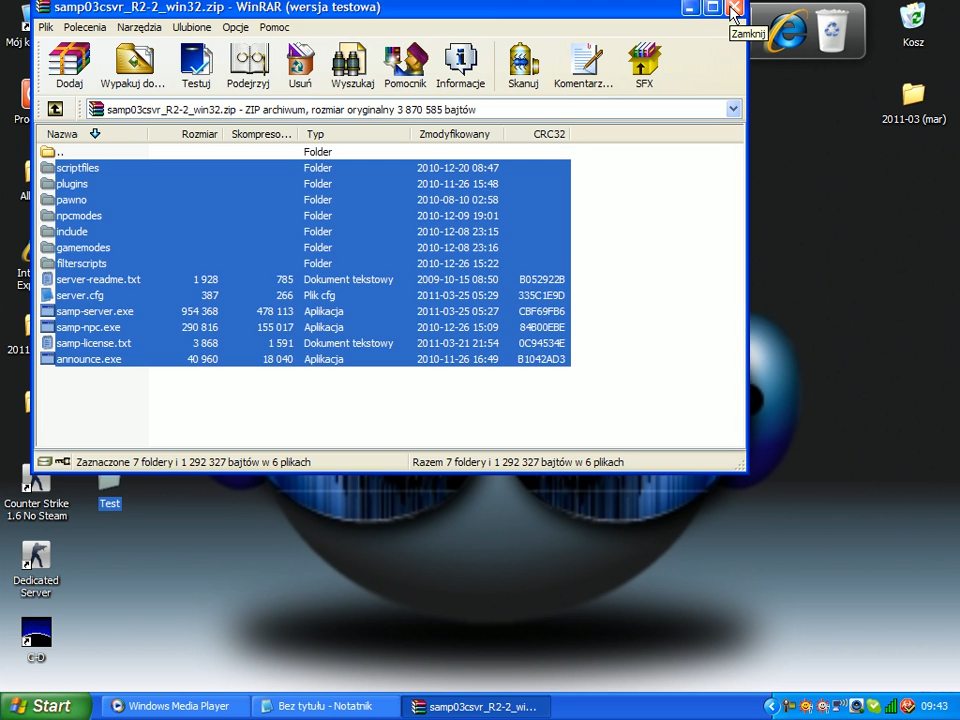 samp03csvr_R2-2_win32.zip - WinRAR (wersja testowa)
Plik Polecenia Narzędzia Ulubione Opcje Pomoc
Zamknij
Dodaj Wypakuj do... Testuj Podejrzyj Usuń Wyszukaj Pomocnik Informacje Skanuj Komentarz... SFX
samp03csvr_R2-2_win32.zip - ZIP archiwum, rozmiar oryginalny 3 870 585 bajtów
Nazwa Rozmiar Skompreso... Typ Zmodyfikowany CRC32
.. Folder
scriptfiles Folder 2010-12-20 08:47
plugins Folder 2010-11-26 15:48
pawno Folder 2010-08-10 02:58
npcmodes Folder 2010-12-09 19:01
include Folder 2010-12-08 23:15
gamemodes Folder 2010-12-08 23:16
filterscripts Folder 2010-12-26 15:22
server-readme.txt 1 928 785 Dokument tekstowy 2009-10-15 08:50 B052922B
server.cfg 387 266 Plik cfg 2011-03-25 05:29 335C1E9D
samp-server.exe 954 368 478 113 Aplikacja 2011-03-25 05:27 CBF69FB6
samp-npc.exe 290 816 155 017 Aplikacja 2010-12-26 15:09 84B00EBE
samp-license.txt 3 868 1 591 Dokument tekstowy 2011-03-21 21:54 0C94534E
announce.exe 40 960 18 040 Aplikacja 2010-11-26 16:49 B1042AD3
Zaznaczone 7 foldery i 1 292 327 bajtów w 6 plikach
Razem 7 foldery i 1 292 327 bajtów w 6 plikach
Kosz
2011-03 (mar)
Mój k
Pro
All
Int
Exp
2011
Counter Strike
1.6 No Steam
Test
Dedicated
Server
C-D
Start
Windows Media Player
Bez tytułu - Notatnik
samp03csvr_R2-2_wi...
09:43